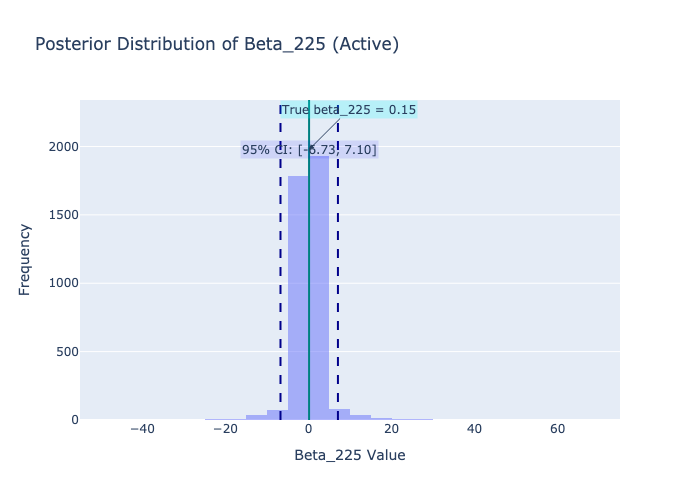 Posterior Distribution of Beta_225 (Active)
True beta_225 = 0.15
95% CI: [-6.73, 7.10]
2000
1500
1000
500
0
−40
−20
0
20
40
60
Frequency
Beta_225 Value